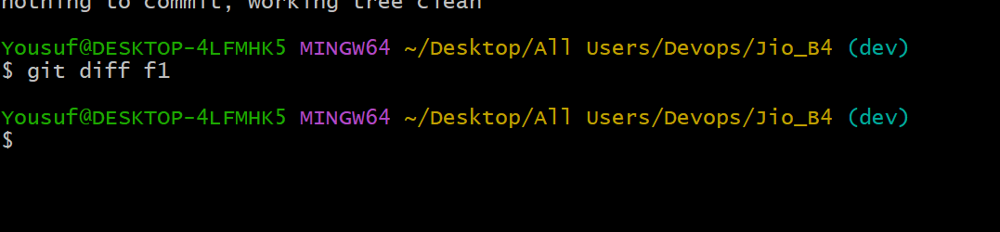 nothing to commit, working tree clean
Yousuf@DESKTOP-4LFMHK5 MINGW64 ~/Desktop/All Users/Devops/Jio_B4 (dev)
$ git diff f1
Yousuf@DESKTOP-4LFMHK5 MINGW64 ~/Desktop/All Users/Devops/Jio_B4 (dev)
$